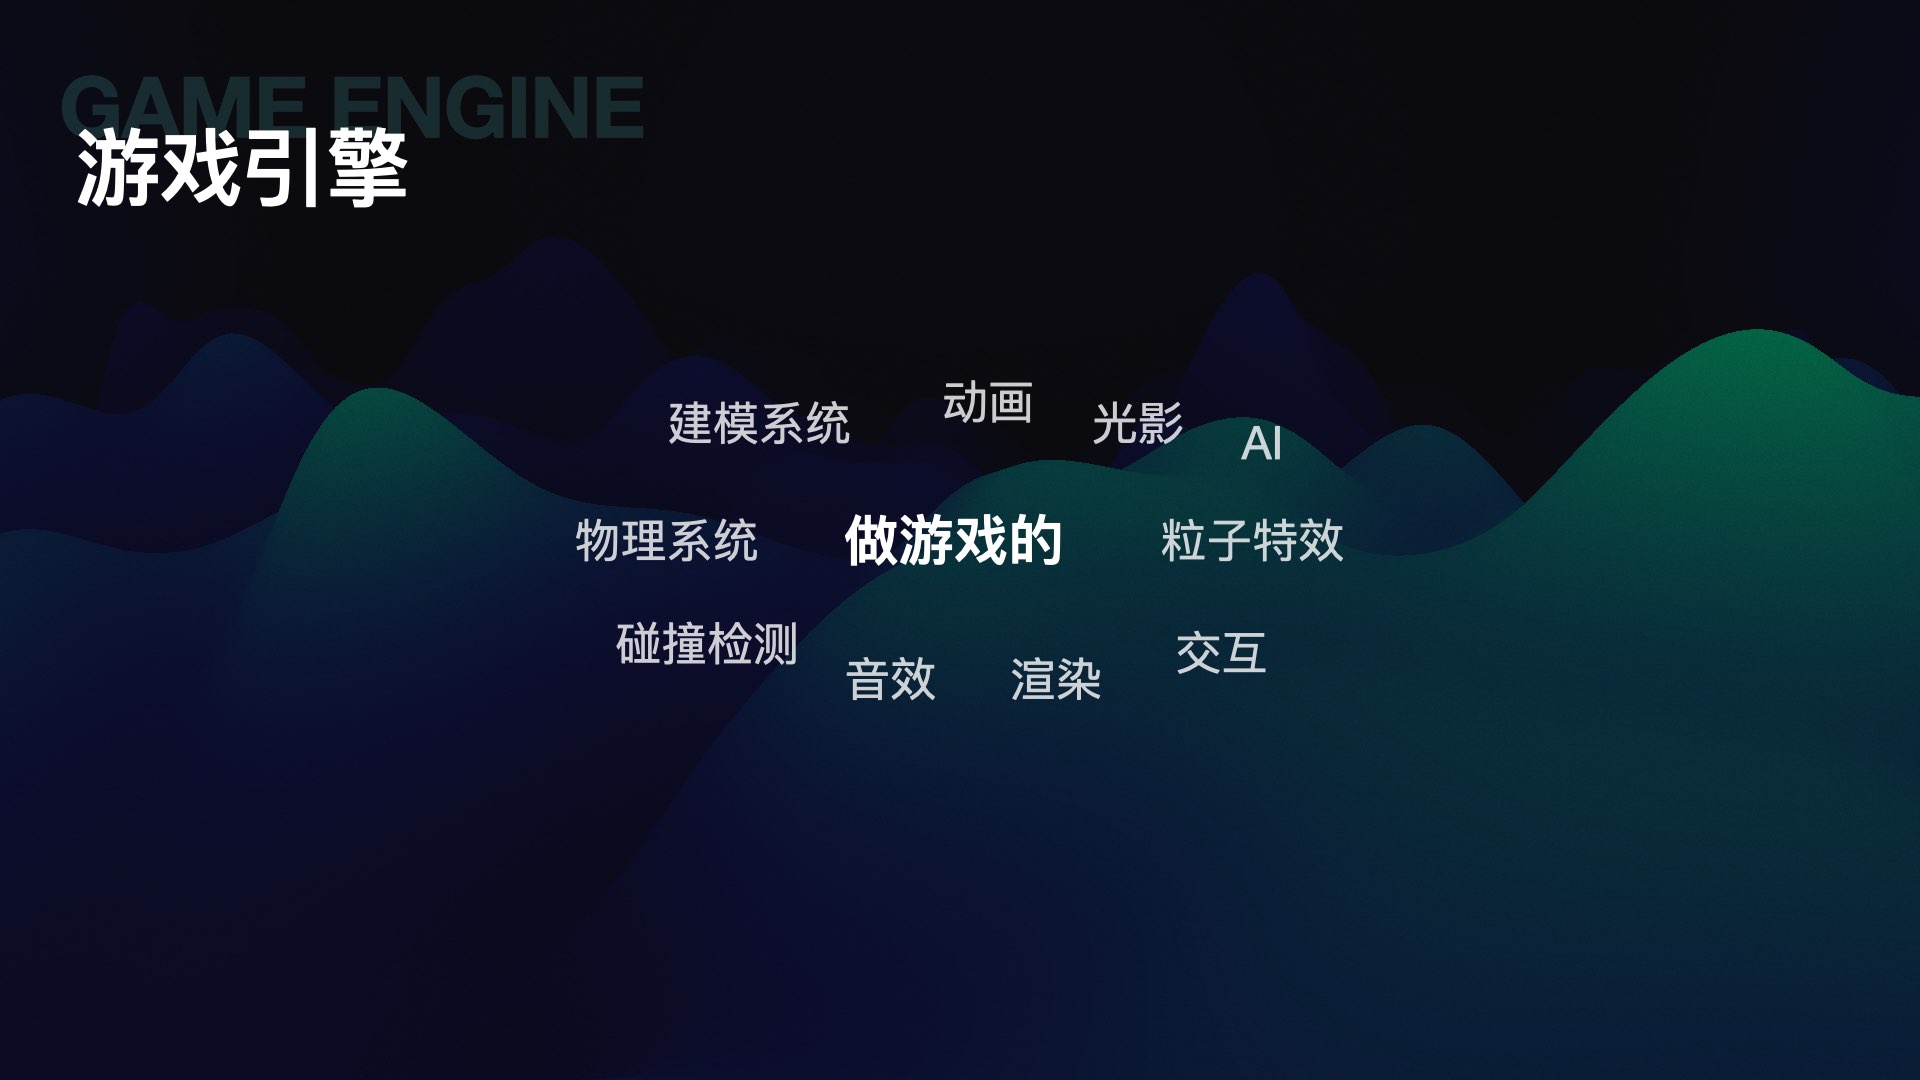 GAME ENGINE
游戏引擎
建模系统
动画
光影
AI
物理系统
做游戏的
粒子特效
碰撞检测
音效
渲染
交互